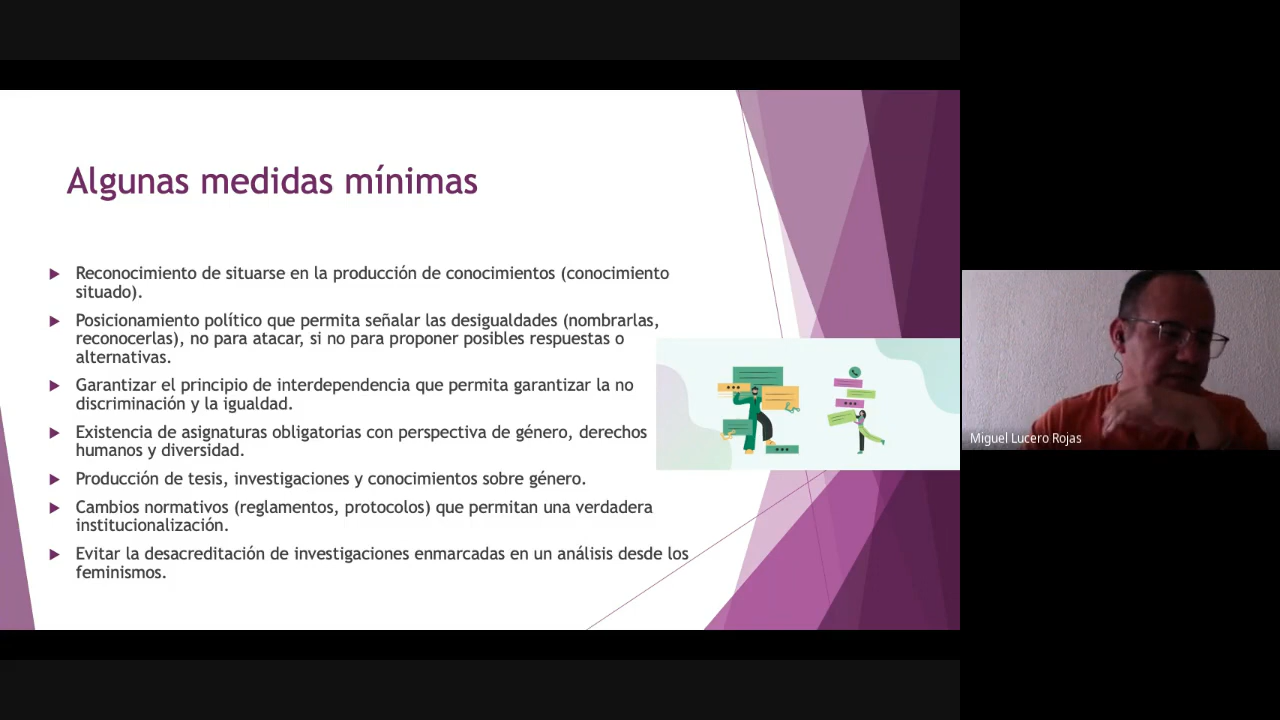 Algunas medidas mínimas
Reconocimiento de situarse en la producción de conocimientos (conocimiento
situado).
Posicionamiento político que permita señalar las desigualdades (nombrarlas,
reconocerlas), no para atacar, si no para proponer posibles respuestas o
alternativas.
Garantizar el principio de interdependencia que permita garantizar la no
discriminación y la igualdad.
Existencia de asignaturas obligatorias con perspectiva de género, derechos
humanos y diversidad.
Producción de tesis, investigaciones y conocimientos sobre género.
Cambios normativos (reglamentos, protocolos) que permitan una verdadera
institucionalización.
Evitar la desacreditación de investigaciones enmarcadas en un análisis desde los
feminismos.
Miguel Lucero Rojas